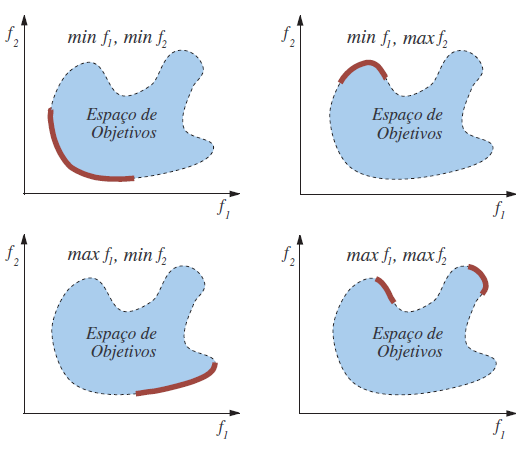 f2
min f1, min f2
Espaço de
Objetivos
f1
f2
min f1, max f2
Espaço de
Objetivos
f1
f2
max f1, min f2
Espaço de
Objetivos
f1
f2
max f1, max f2
Espaço de
Objetivos
f1